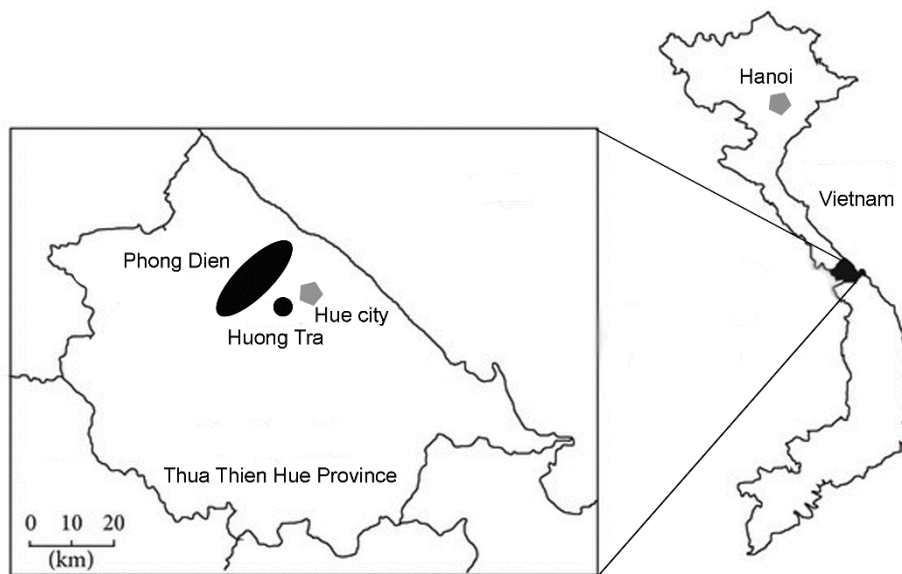 Hanoi
Vietnam
Phong Dien
Hue city
Huong Tra
Thua Thien Hue Province
0 10 20
(km)